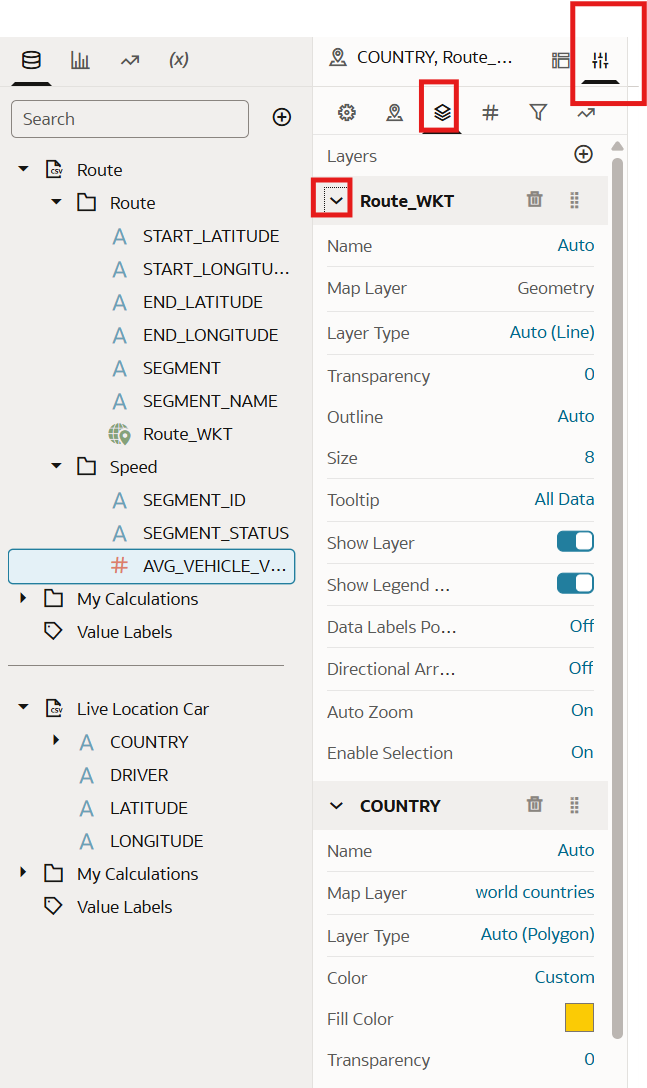 (x)
Search
Route
CSV
Route
START_LATITUDE
START_LONGITU...
END_LATITUDE
END_LONGITUDE
SEGMENT
SEGMENT_NAME
Route_WKT
Speed
SEGMENT_ID
SEGMENT_STATUS
# AVG_VEHICLE_V...
My Calculations
Value Labels
Live Location Car
CSV
COUNTRY
DRIVER
LATITUDE
LONGITUDE
My Calculations
Value Labels
COUNTRY, Route_...
#
Layers
Route_WKT
Name Auto
Map Layer Geometry
Layer Type Auto (Line)
Transparency 0
Outline Auto
Size 8
Tooltip All Data
Show Layer
Show Legend ...
Data Labels Po... Off
Directional Arr... Off
Auto Zoom On
Enable Selection On
COUNTRY
Name Auto
Map Layer world countries
Layer Type Auto (Polygon)
Color Custom
Fill Color
Transparency 0